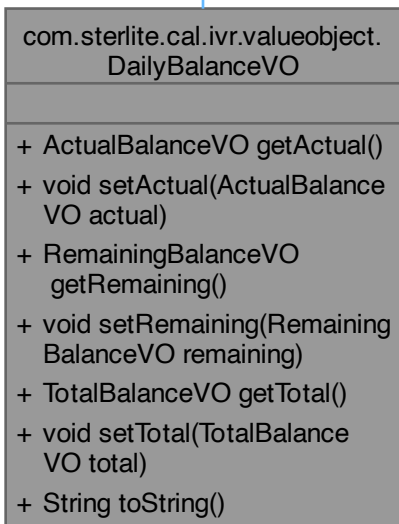 com.sterlite.cal.ivr.valueobject.
DailyBalanceVO
+ ActualBalanceVO getActual()
+ void setActual(ActualBalance
VO actual)
+ RemainingBalanceVO
getRemaining()
+ void setRemaining(Remaining
BalanceVO remaining)
+ TotalBalanceVO getTotal()
+ void setTotal(TotalBalance
VO total)
+ String toString()